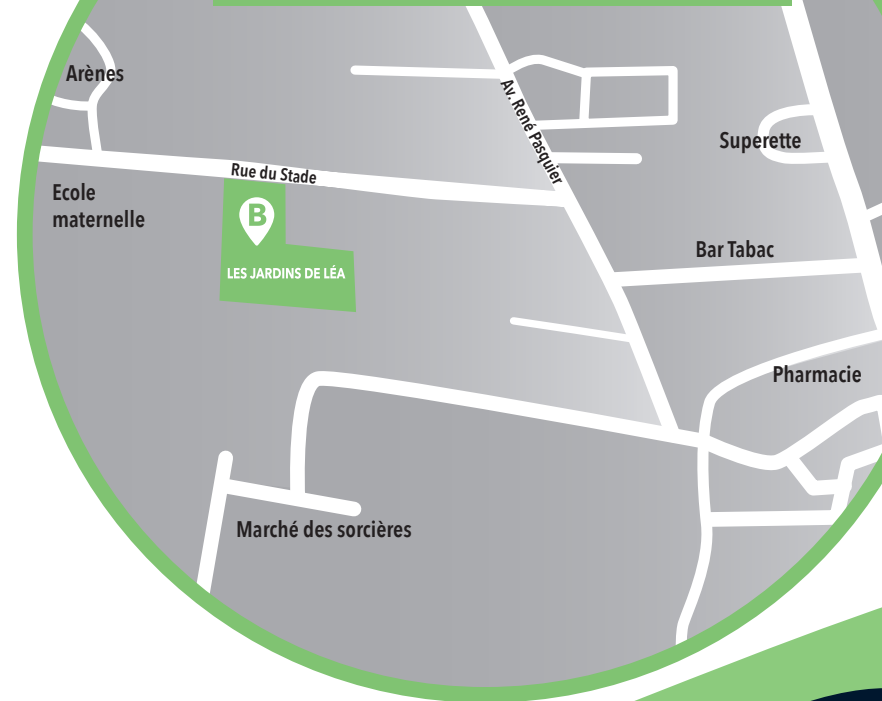 Arènes
Av. René Pasquier
Superette
Rue du Stade
Ecole
maternelle
B
LES JARDINS DE LÉA
Bar Tabac
Pharmacie
Marché des sorcières